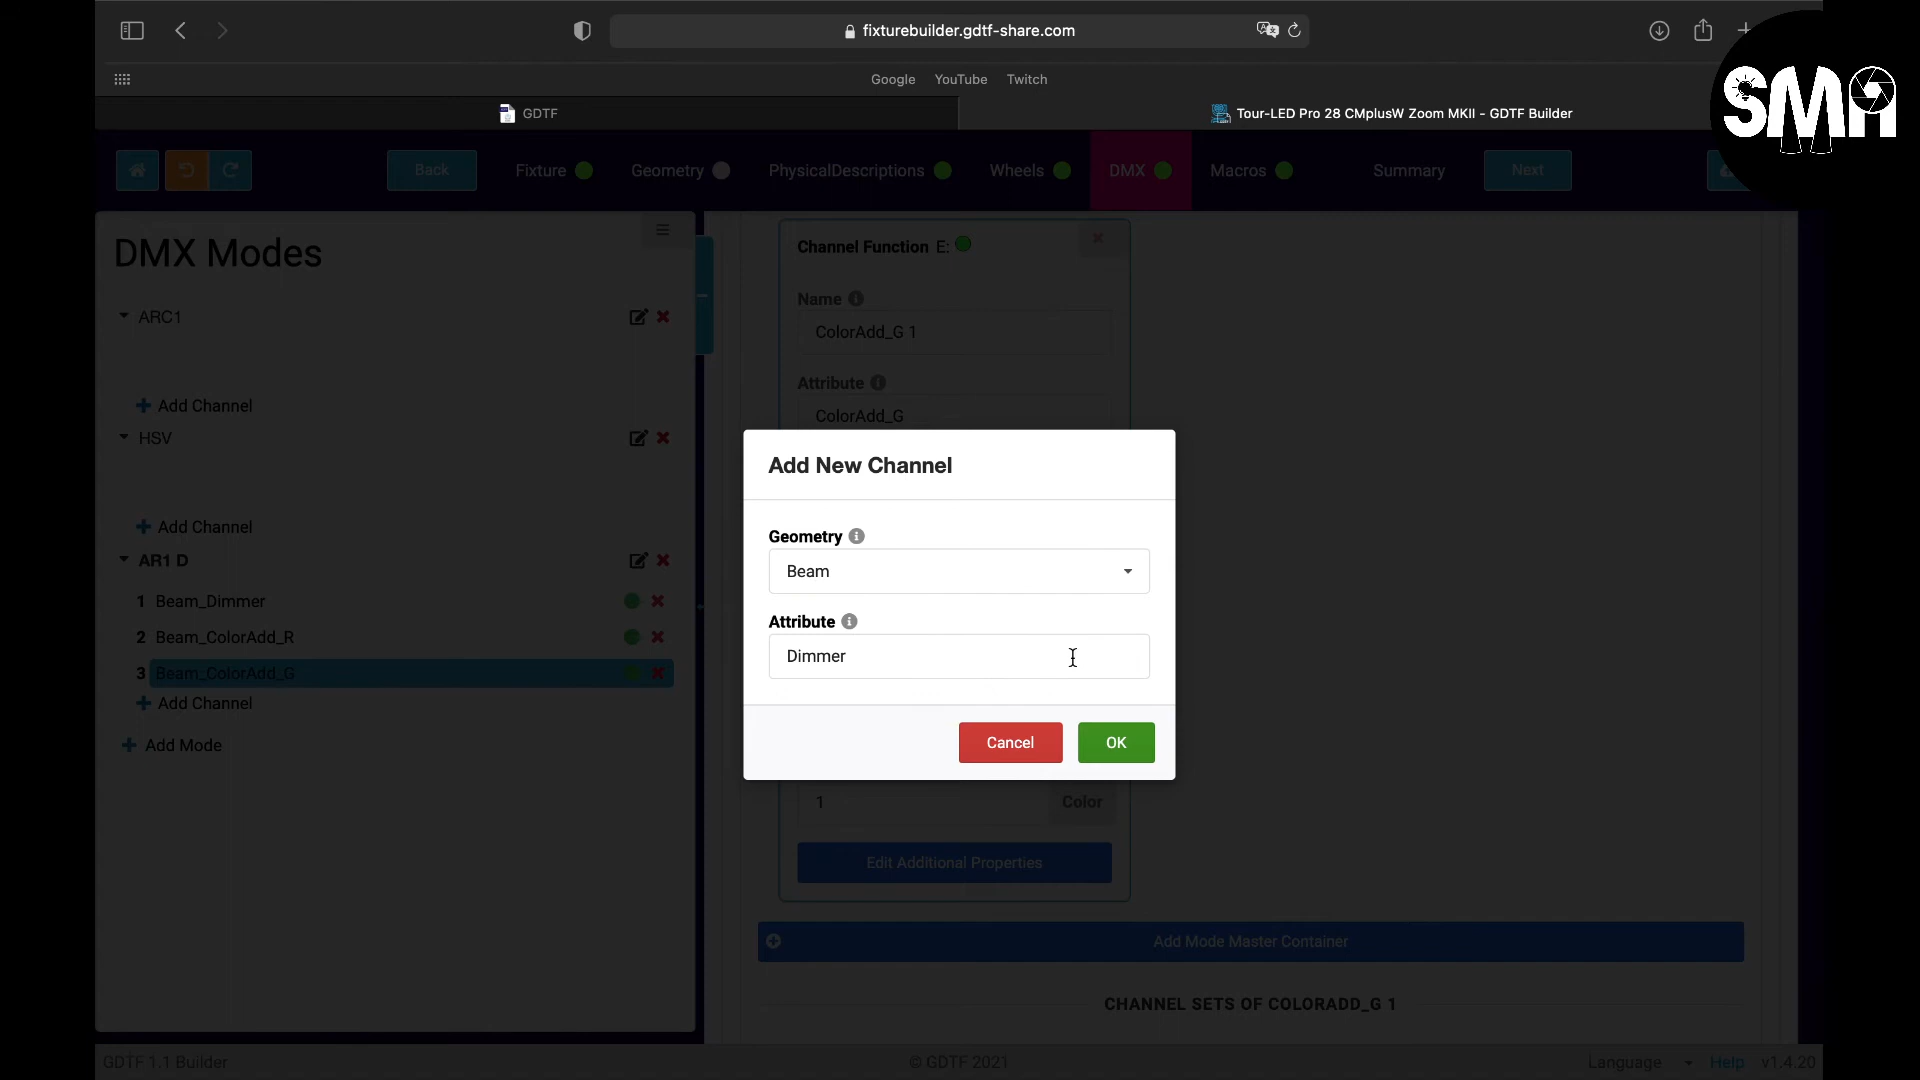 fixturebuilder.gdtf-share.com
Google YouTube Twitch
GDTF
Tour-LED Pro 28 CMplusW Zoom MKII - GDTF Builder
SMH
Back
Fixture
Geometry
PhysicalDescriptions
Wheels
DMX
Macros
Summary
Next
DMX Modes
ARC1
Add Channel
HSV
Add Channel
AR1 D
1 Beam_Dimmer
2 Beam_ColorAdd_R
3 Beam_ColorAdd_G
Add Channel
Add Mode
Channel Function E:
Name
ColorAdd_G 1
Attribute
ColorAdd_G
Add New Channel
Geometry
Beam
Attribute
Dimmer
Cancel OK
1 Color
Edit Additional Properties
Add Mode Master Container
CHANNEL SETS OF COLORADD_G 1
GDTF 1.1 Builder
© GDTF 2021
Language Help v1.4.20